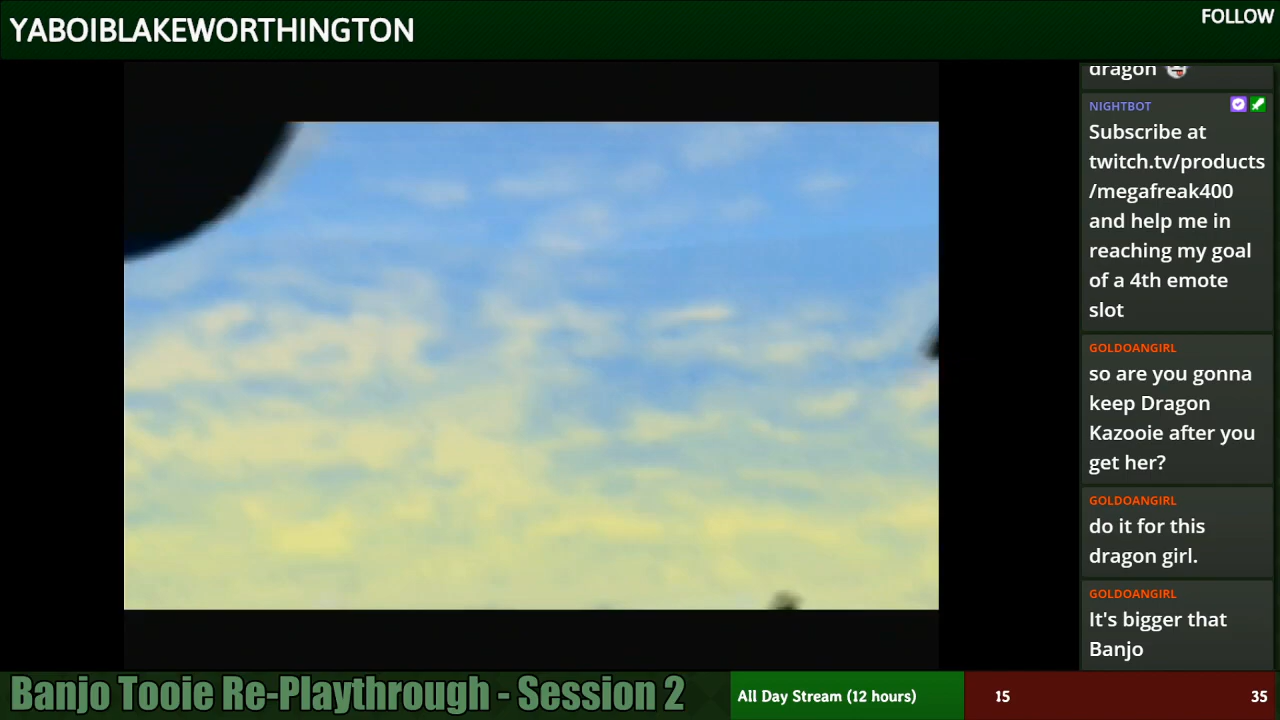 YABOIBLAKEWORTHINGTON
FOLLOW
dragon
NIGHTBOT
Subscribe at
twitch.tv/products
/megafreak400
and help me in
reaching my goal
of a 4th emote
slot
GOLDOANGIRL
so are you gonna
keep Dragon
Kazooie after you
get her?
GOLDOANGIRL
do it for this
dragon girl.
GOLDOANGIRL
It's bigger that
Banjo
Banjo Tooie Re-Playthrough - Session 2
All Day Stream (12 hours)
15
35